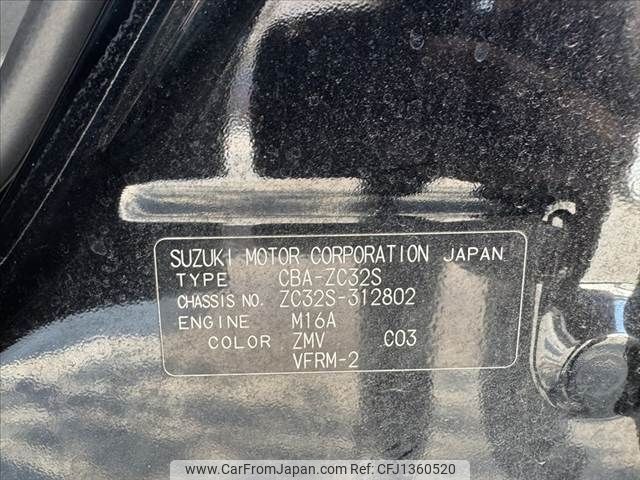 SUZUKI MOTOR CORPORATION JAPAN
TYPE CBA-ZC32S
CHASSIS NO. ZC32S-312802
ENGINE M16A
COLOR ZMV C03
VFRM-2
www.CarFromJapan.com | Ref No CFJ1360520